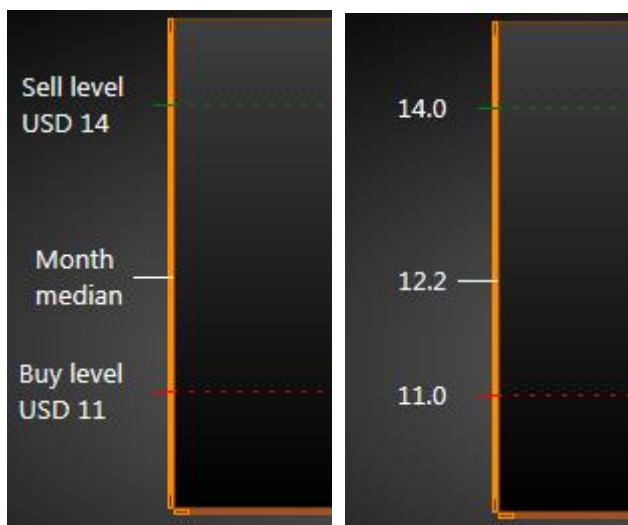 Sell level
USD 14
Month
median
Buy level
USD 11
14.0
12.2
11.0